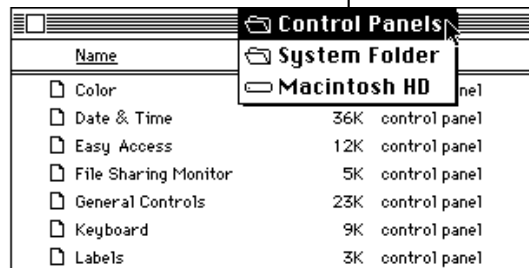 Control Panels
Name System Folder
Color Macintosh HD nel
Date & Time 36K control panel
Easy Access 12K control panel
File Sharing Monitor 5K control panel
General Controls 23K control panel
Keyboard 9K control panel
Labels 3K control panel